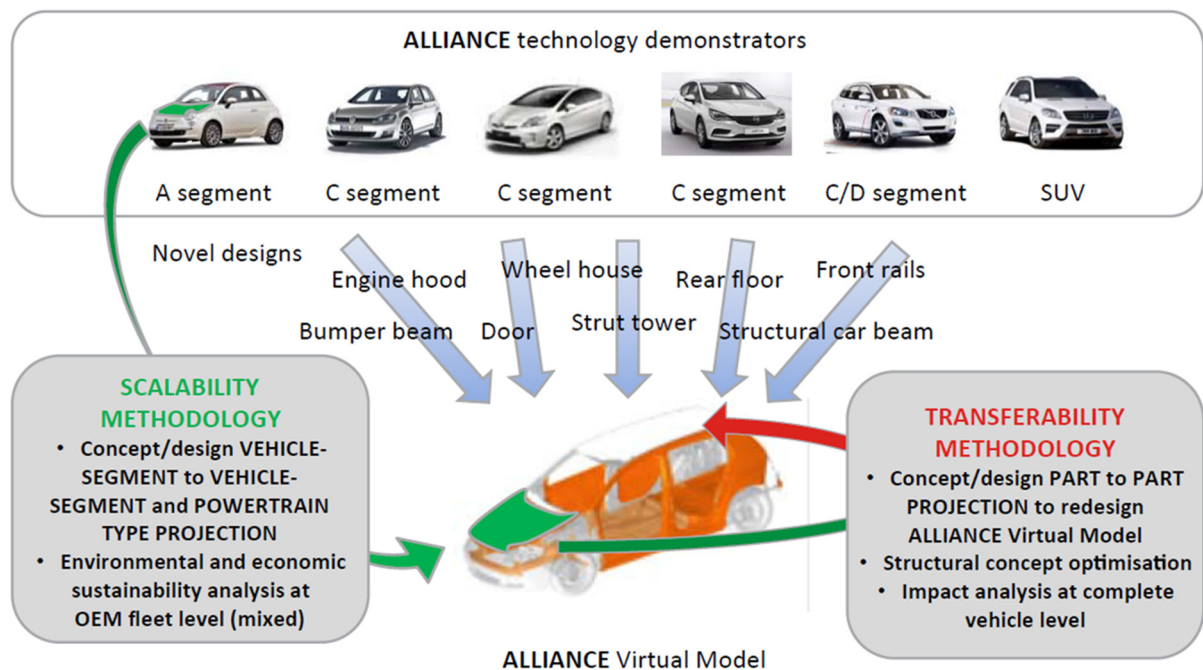 ALLIANCE technology demonstrators
A segment
C segment
C segment
C segment
C/D segment
SUV
Novel designs
Engine hood
Wheel house
Rear floor
Front rails
Bumper beam
Door
Strut tower
Structural car beam
SCALABILITY
METHODOLOGY
• Concept/design VEHICLE-
SEGMENT to VEHICLE-
SEGMENT and POWERTRAIN
TYPE PROJECTION
• Environmental and economic
sustainability analysis at
OEM fleet level (mixed)
TRANSFERABILITY
METHODOLOGY
• Concept/design PART to PART
PROJECTION to redesign
ALLIANCE Virtual Model
• Structural concept optimisation
• Impact analysis at complete
vehicle level
ALLIANCE Virtual Model